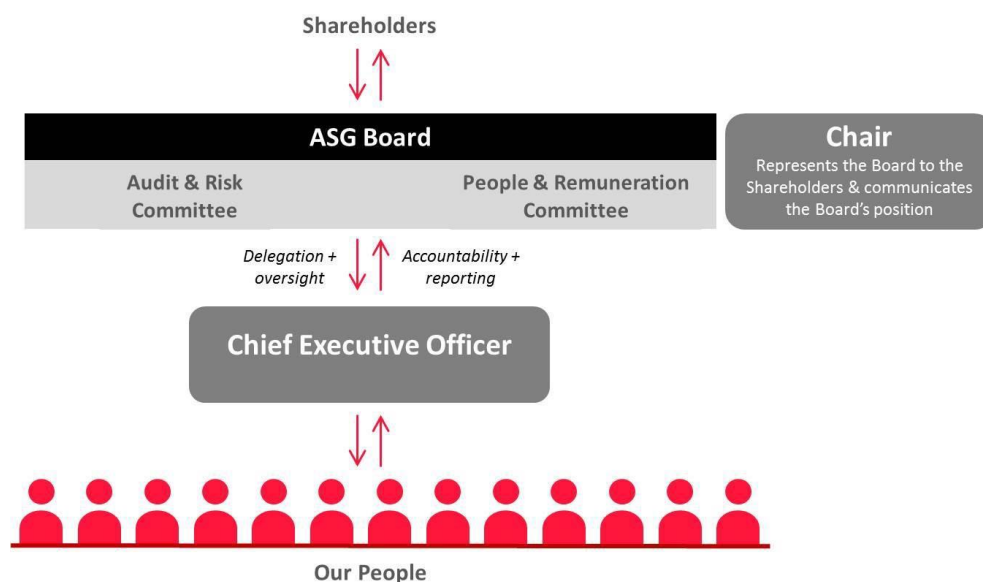 Shareholders
ASG Board
Chair
Represents the Board to the
Shareholders & communicates
the Board's position
Audit & Risk
Committee
People & Remuneration
Committee
Delegation +
oversight
Accountability +
reporting
Chief Executive Officer
Our People